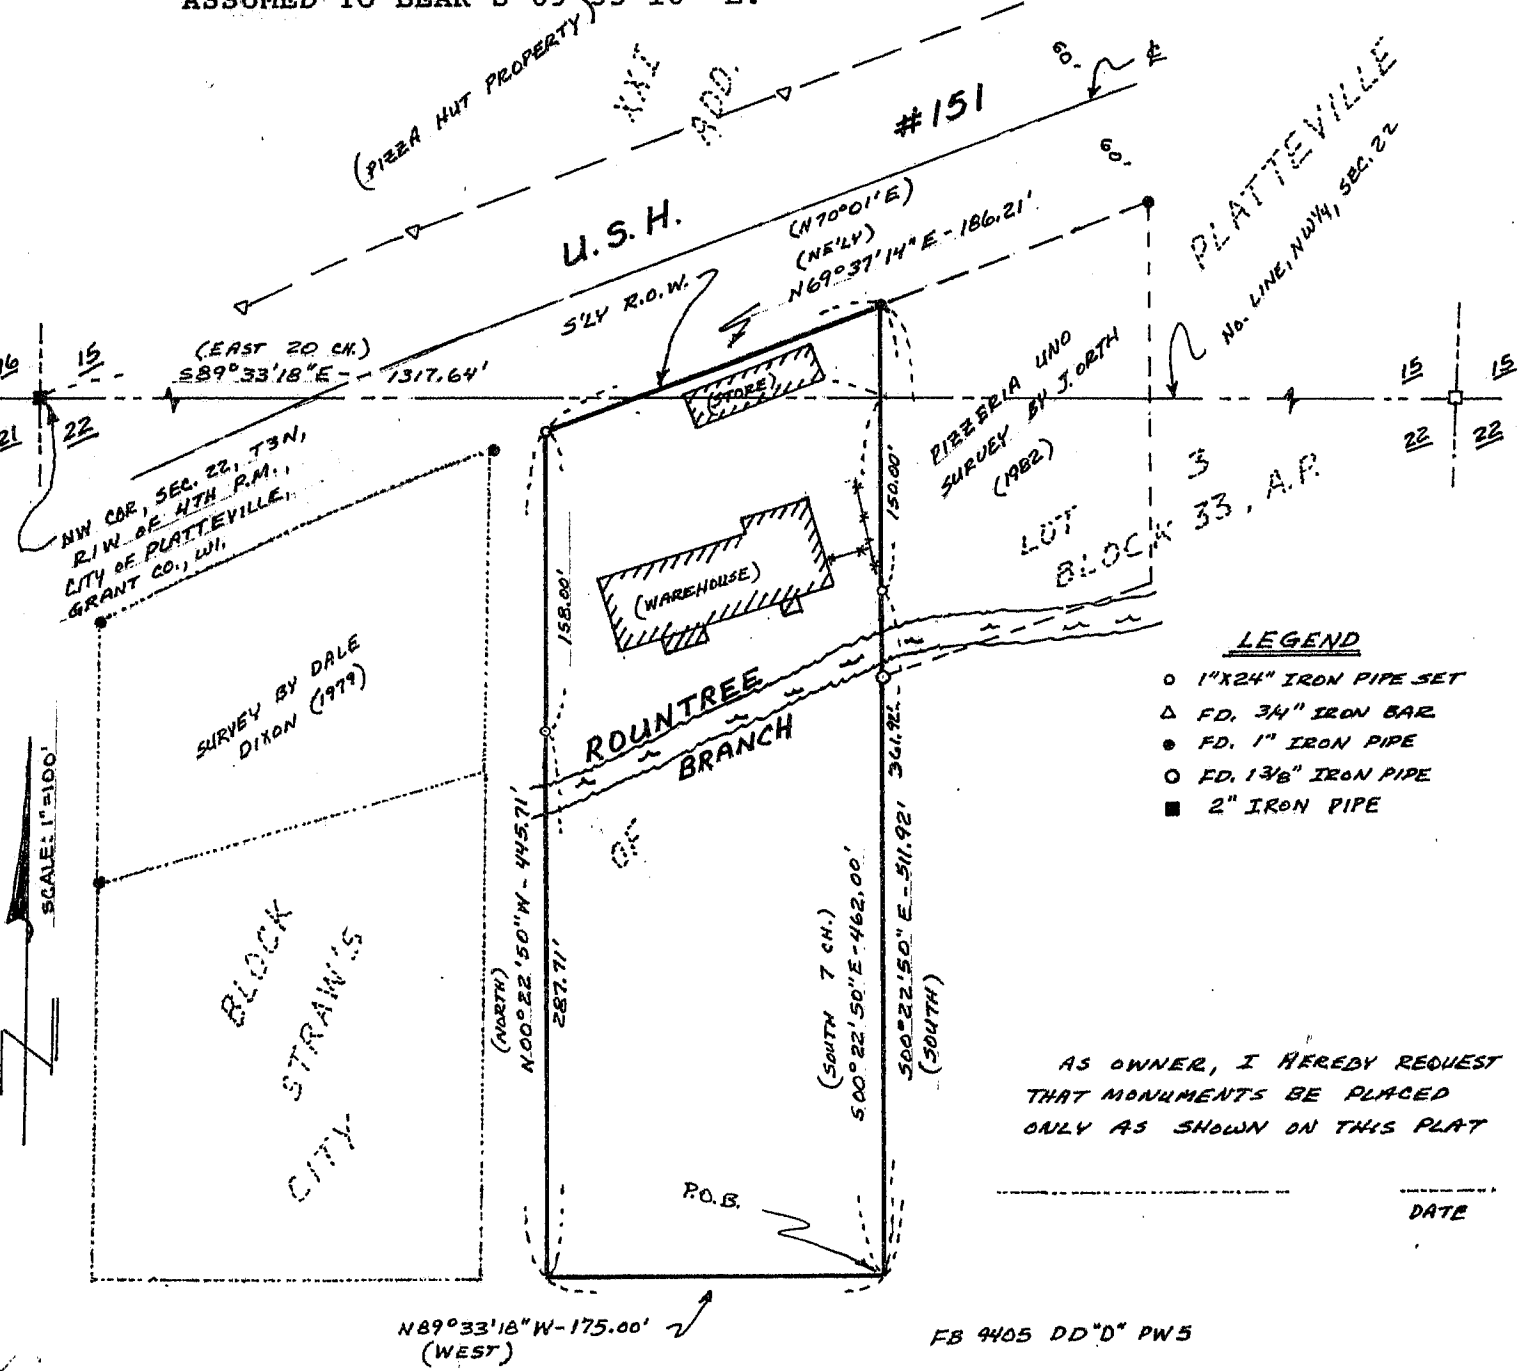 ASSUMED TO BEAR S 89°33'18" E.
(PIZZA HUT PROPERTY)
XXI
ADD.
#151
60'
℄
60'
PLATTEVILLE
NO. LINE, NW¼, SEC. 22
U.S.H.
(N70°01'E)
(NE'LY)
N69°37'14"E - 186.21'
S'LY R.O.W.
(EAST 20 CH.)
S89°33'18"E - 1317.64'
16
15
21
22
15
15
22
22
NW COR, SEC. 22, T3N,
R1W OF 4TH P.M.,
CITY OF PLATTEVILLE,
GRANT CO., WI.
(STORE)
PIZZERIA UNO
SURVEY BY J. ORTH
(1982)
150.00'
LOT 3
BLOCK 33, A.P.
(WAREHOUSE)
158.00'
SURVEY BY DALE
DIXON (1979)
ROUNTREE
BRANCH
OF
361.92'
LEGEND
○ 1"X24" IRON PIPE SET
△ FD. 3/4" IRON BAR
● FD. 1" IRON PIPE
○ FD. 1 3/8" IRON PIPE
■ 2" IRON PIPE
SCALE: 1"=100'
BLOCK
STRAW'S
CITY
(NORTH)
N.00°22'50"W - 445.71'
287.71'
(SOUTH 7 CH.)
S00°22'50"E - 462.00'
S00°22'50"E - 511.92'
(SOUTH)
AS OWNER, I HEREBY REQUEST
THAT MONUMENTS BE PLACED
ONLY AS SHOWN ON THIS PLAT
DATE
P.O.B.
N89°33'18"W - 175.00'
(WEST)
FB 9405 DD"D" PW5